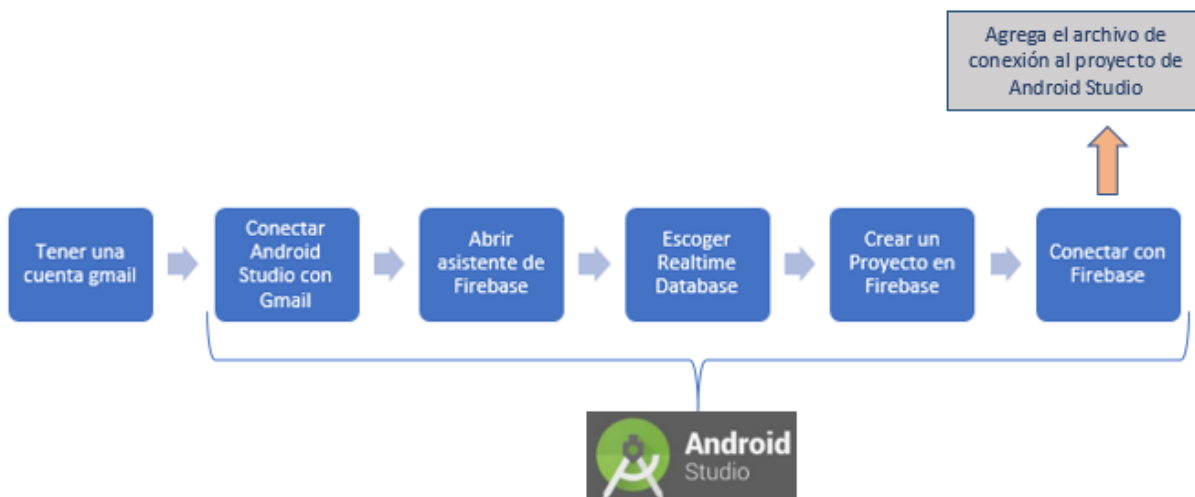 Agrega el archivo de
conexión al proyecto de
Android Studio
Tener una
cuenta gmail
Conectar
Android
Studio con
Gmail
Abrir
asistente de
Firebase
Escoger
Realtime
Database
Crear un
Proyecto en
Firebase
Conectar con
Firebase
Android
Studio